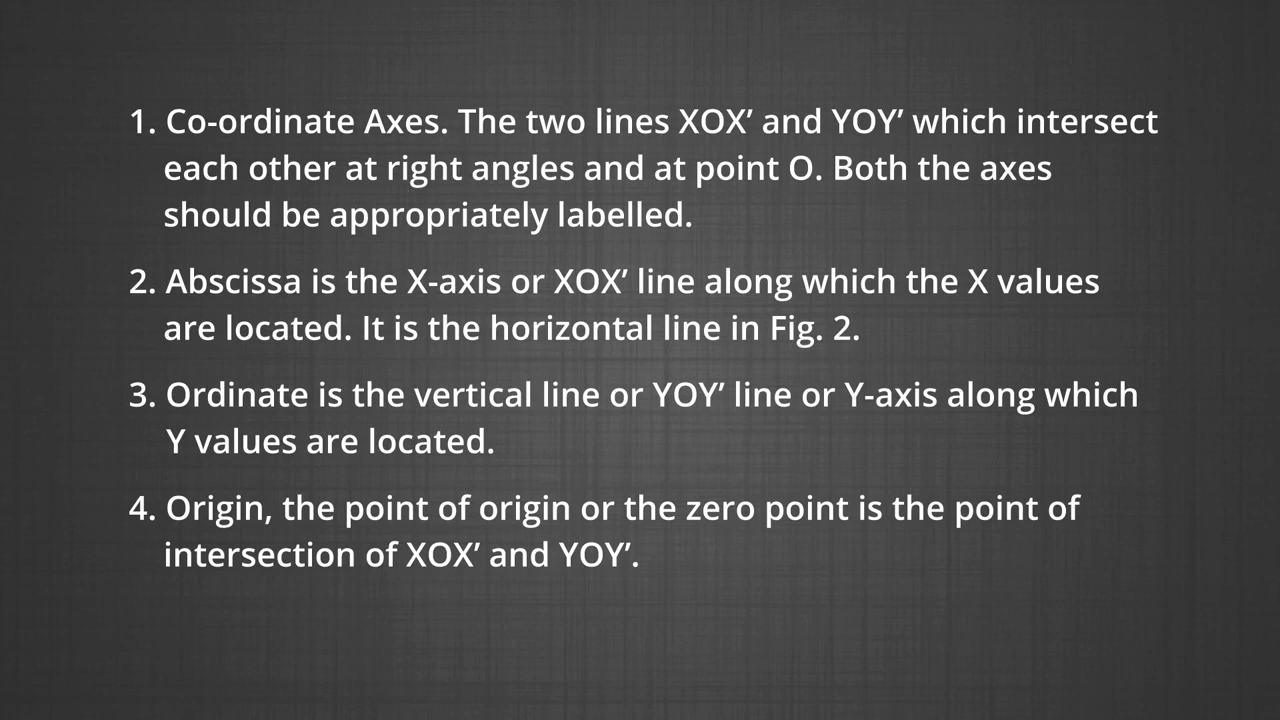 1. Co-ordinate Axes. The two lines XOX’ and YOY’ which intersect
each other at right angles and at point O. Both the axes
should be appropriately labelled.
2. Abscissa is the X-axis or XOX’ line along which the X values
are located. It is the horizontal line in Fig. 2.
3. Ordinate is the vertical line or YOY’ line or Y-axis along which
Y values are located.
4. Origin, the point of origin or the zero point is the point of
intersection of XOX’ and YOY’.